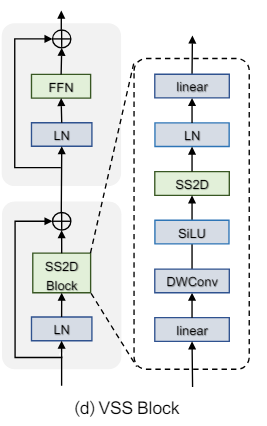 FFN
LN
SS2D
Block
LN
linear
LN
SS2D
SiLU
DWConv
linear
(d) VSS Block